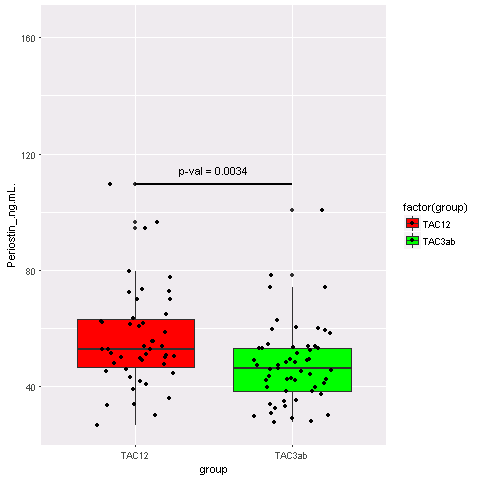 160
120
80
40
Periostin_ng.mL.
p-val = 0.0034
TAC12
TAC3ab
group
factor(group)
TAC12
TAC3ab